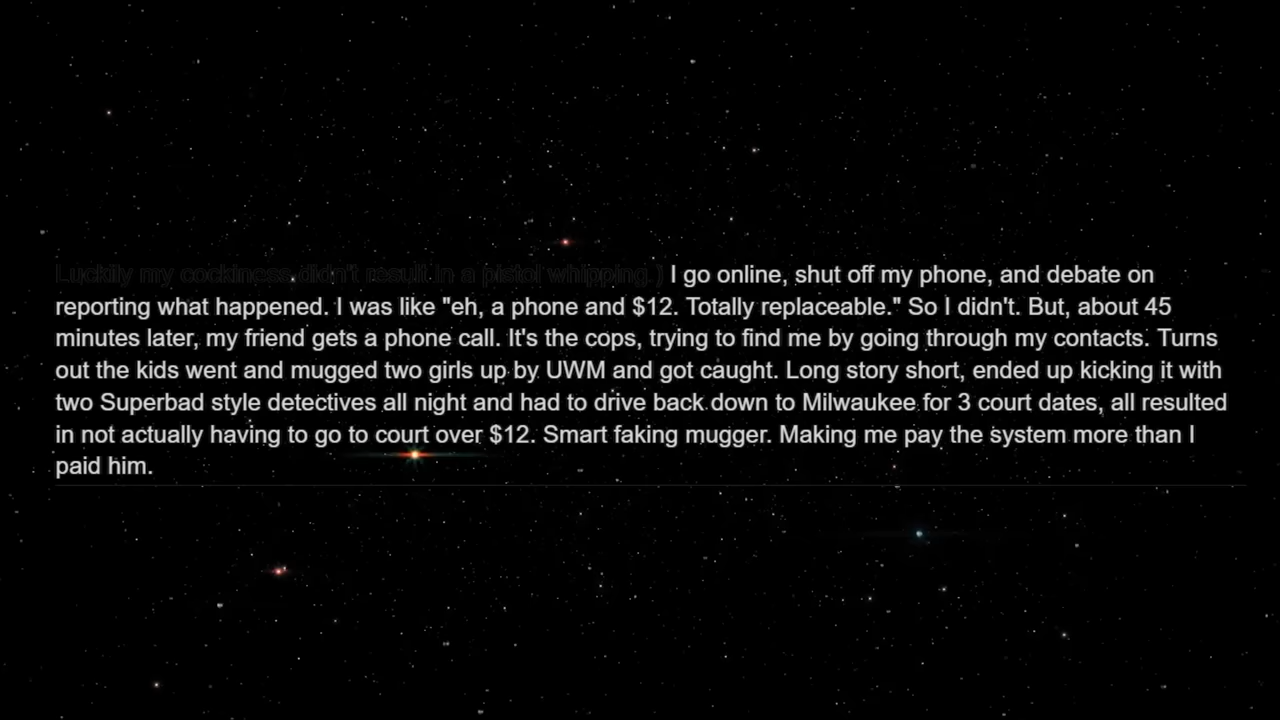 Luckily my cockiness didn't result in a pistol whipping.) I go online, shut off my phone, and debate on
reporting what happened. I was like "eh, a phone and $12. Totally replaceable." So I didn't. But, about 45
minutes later, my friend gets a phone call. It's the cops, trying to find me by going through my contacts. Turns
out the kids went and mugged two girls up by UWM and got caught. Long story short, ended up kicking it with
two Superbad style detectives all night and had to drive back down to Milwaukee for 3 court dates, all resulted
in not actually having to go to court over $12. Smart faking mugger. Making me pay the system more than I
paid him.